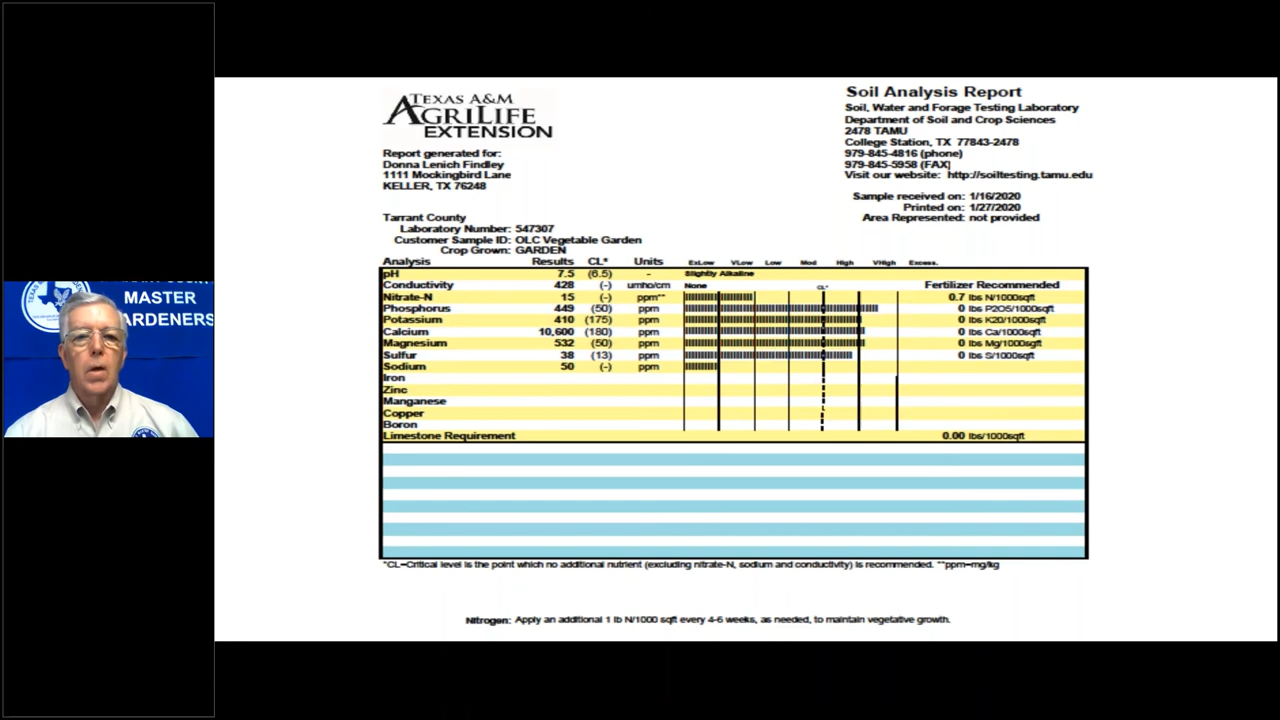 MASTER
ARDENERS
TEXAS A&M
AGRILIFE
EXTENSION
Report generated for:
Donna Lenich Findley
1111 Mockingbird Lane
KELLER, TX 76248
Soil Analysis Report
Soil, Water and Forage Testing Laboratory
Department of Soil and Crop Sciences
2478 TAMU
College Station, TX 77843-2478
979-845-4816 (phone)
979-845-5958 (FAX)
Visit our website: http://soiltesting.tamu.edu
Sample received on: 1/16/2020
Printed on: 1/27/2020
Area Represented: not provided
Tarrant County
Laboratory Number: 547307
Customer Sample ID: OLC Vegetable Garden
Crop Grown: GARDEN
Analysis Results CL* Units ExLow VLow Low Mod High VHigh Excess.
pH 7.5 (6.5) - Slightly Alkaline
Conductivity 428 (-) umho/cm None CL* Fertilizer Recommended
Nitrate-N 15 (-) ppm** 0.7 lbs N/1000sqft
Phosphorus 449 (50) ppm 0 lbs P2O5/1000sqft
Potassium 410 (175) ppm 0 lbs K20/1000sqft
Calcium 10,600 (180) ppm 0 lbs Ca/1000sqft
Magnesium 532 (50) ppm 0 lbs Mg/1000sqft
Sulfur 38 (13) ppm 0 lbs S/1000sqft
Sodium 50 (-) ppm
Iron
Zinc
Manganese
Copper
Boron
Limestone Requirement 0.00 lbs/1000sqft
*CL=Critical level is the point which no additional nutrient (excluding nitrate-N, sodium and conductivity) is recommended. **ppm=mg/kg
Nitrogen: Apply an additional 1 lb N/1000 sqft every 4-6 weeks, as needed, to maintain vegetative growth.